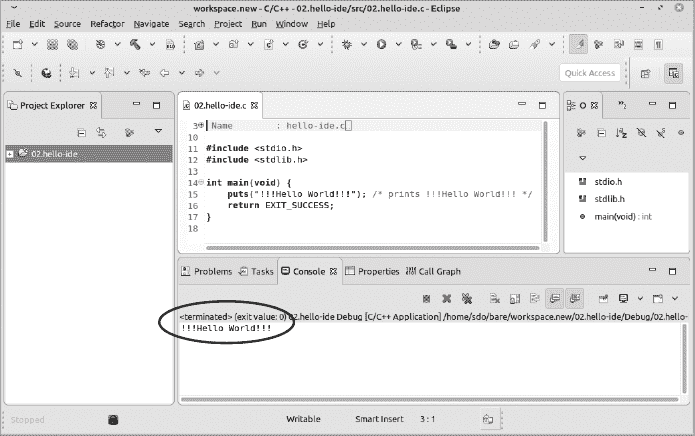 workspace.new - C/C++ - 02.hello-ide/src/02.hello-ide.c - Eclipse
File Edit Source Refactor Navigate Search Project Run Window Help
Quick Access
Project Explorer
02.hello-ide
02.hello-ide.c
3 Name : hello-ide.c
10
11 #include <stdio.h>
12 #include <stdlib.h>
13
14 int main(void) {
15 puts("!!!Hello World!!!"); /* prints !!!Hello World!!! */
16 return EXIT_SUCCESS;
17 }
18
O
stdio.h
stdlib.h
main(void) : int
Problems Tasks Console Properties Call Graph
<terminated> (exit value: 0) 02.hello-ide Debug [C/C++ Application] /home/sdo/bare/workspace.new/02.hello-ide/Debug/02.hello-
!!!Hello World!!!
Stopped Writable Smart Insert 3 : 1